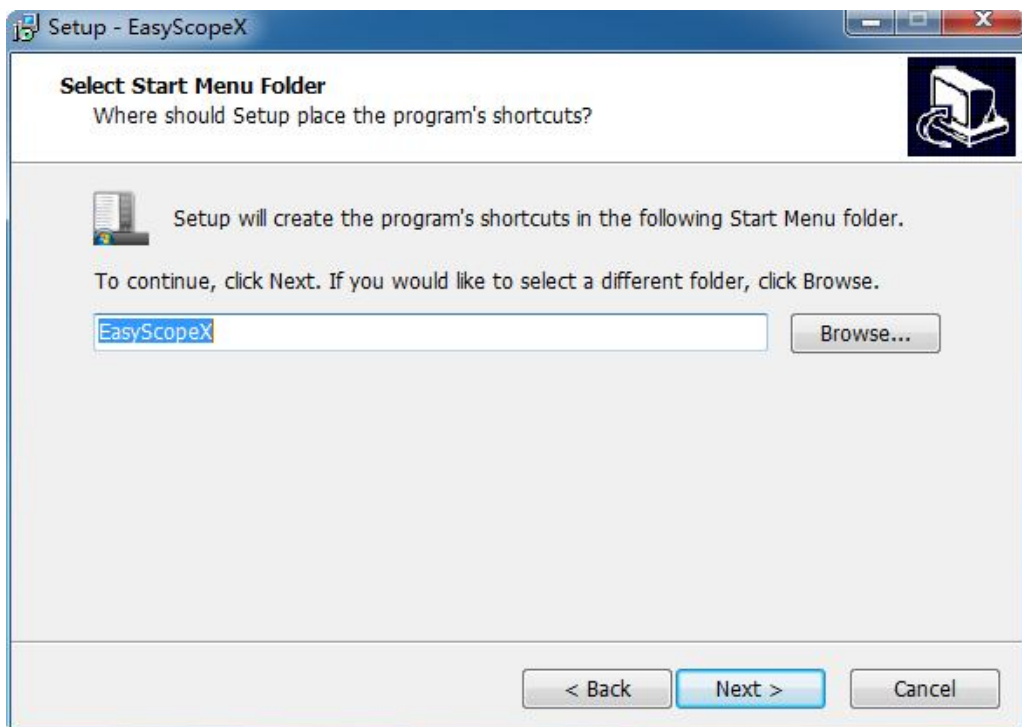 Setup - EasyScopeX
Select Start Menu Folder
Where should Setup place the program's shortcuts?
Setup will create the program's shortcuts in the following Start Menu folder.
To continue, click Next. If you would like to select a different folder, click Browse.
EasyScopeX
Browse...
< Back
Next >
Cancel